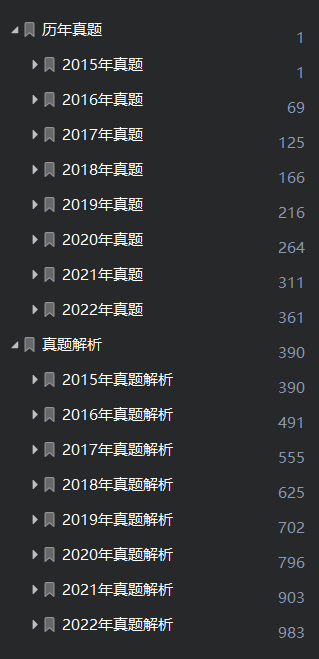 历年真题 1
2015年真题 1
2016年真题 69
2017年真题 125
2018年真题 166
2019年真题 216
2020年真题 264
2021年真题 311
2022年真题 361
真题解析 390
2015年真题解析 390
2016年真题解析 491
2017年真题解析 555
2018年真题解析 625
2019年真题解析 702
2020年真题解析 796
2021年真题解析 903
2022年真题解析 983